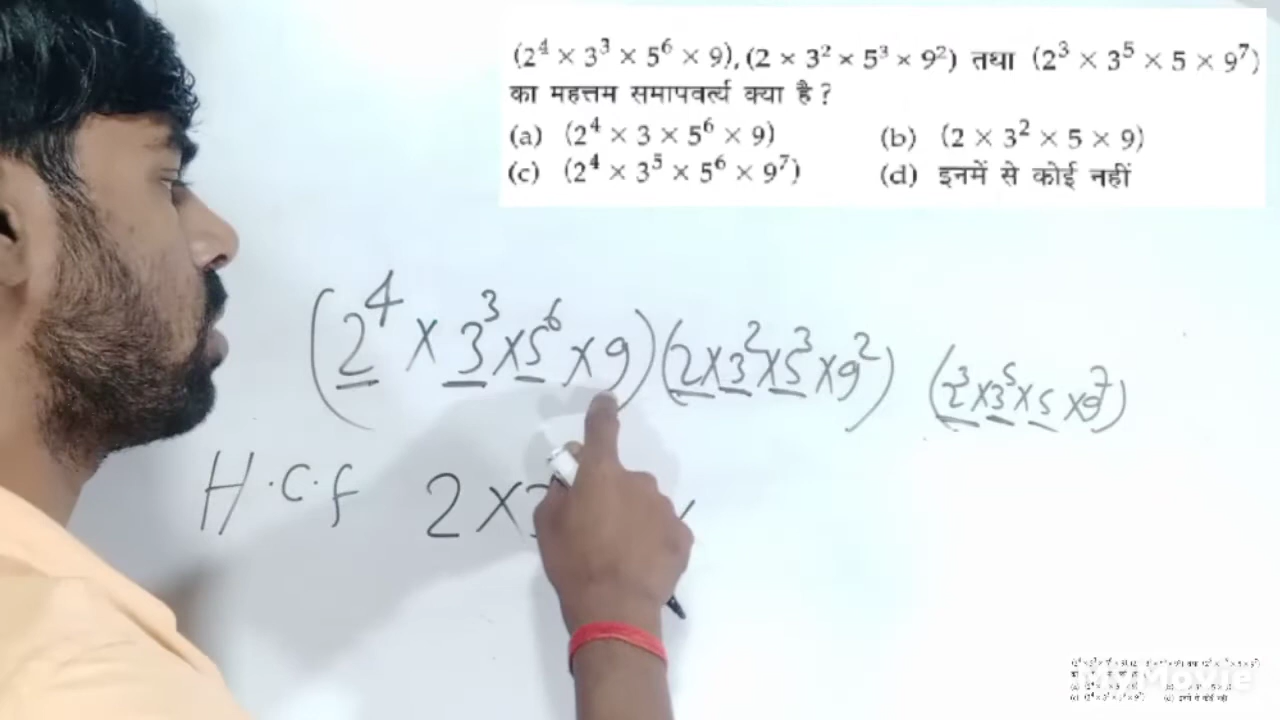 (2⁴ × 3³ × 5⁶ × 9), (2 × 3² × 5³ × 9²) तथा (2³ × 3⁵ × 5 × 9⁷)
का महत्तम समापवर्त्य क्या है ?
(a) (2⁴ × 3 × 5⁶ × 9) (b) (2 × 3² × 5 × 9)
(c) (2⁴ × 3⁵ × 5⁶ × 9⁷) (d) इनमें से कोई नहीं
(2⁴ × 3³ × 5⁶ × 9) (2 × 3² × 5³ × 9²) (2³ × 3⁵ × 5 × 9⁷)
H.C.f 2 ×
MyMovie